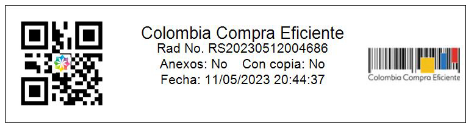 Colombia Compra Eficiente
Rad No. RS20230512004686
Anexos: No Con copia: No
Fecha: 11/05/2023 20:44:37
Colombia Compra Eficiente